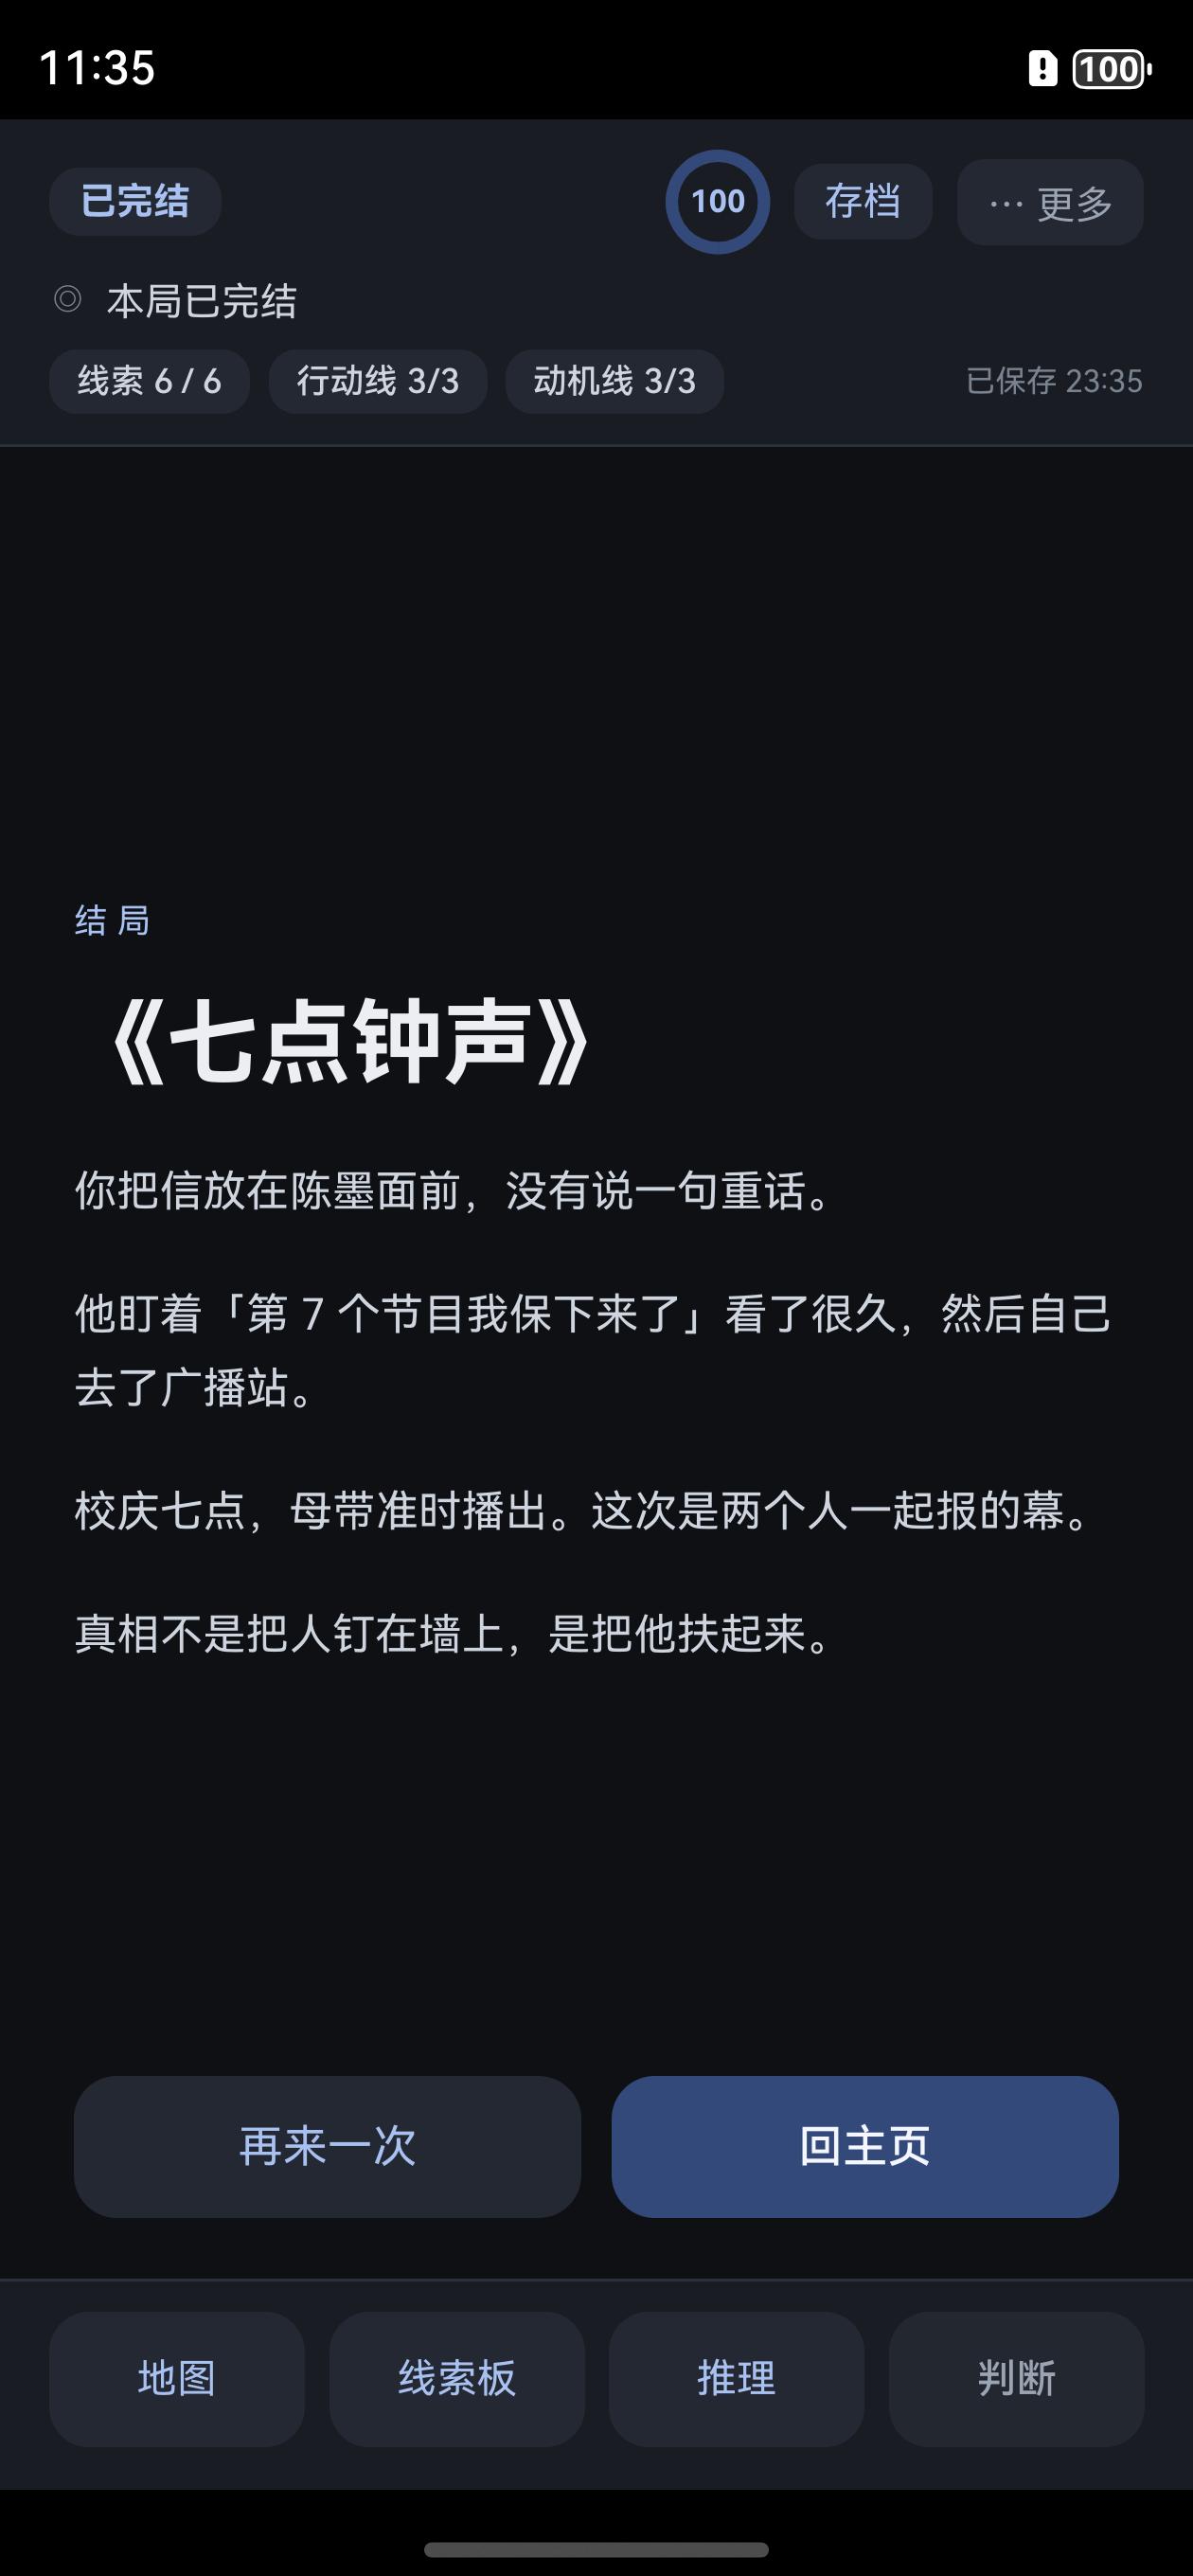 11:35
100
已完结
100
存档
··· 更多
◎ 本局已完结
线索 6 / 6
行动线 3/3
动机线 3/3
已保存 23:35
结局
《七点钟声》
你把信放在陈墨面前，没有说一句重话。
他盯着「第 7 个节目我保下来了」看了很久，然后自己
去了广播站。
校庆七点，母带准时播出。这次是两个人一起报的幕。
真相不是把人钉在墙上，是把他扶起来。
再来一次
回主页
地图
线索板
推理
判断